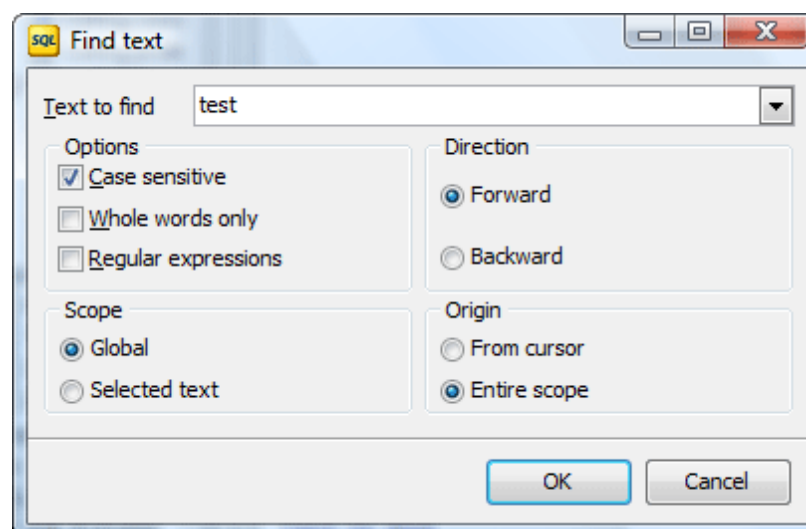 SQL Find text
Text to find test
Options
Case sensitive
Whole words only
Regular expressions
Direction
Forward
Backward
Scope
Global
Selected text
Origin
From cursor
Entire scope
OK Cancel